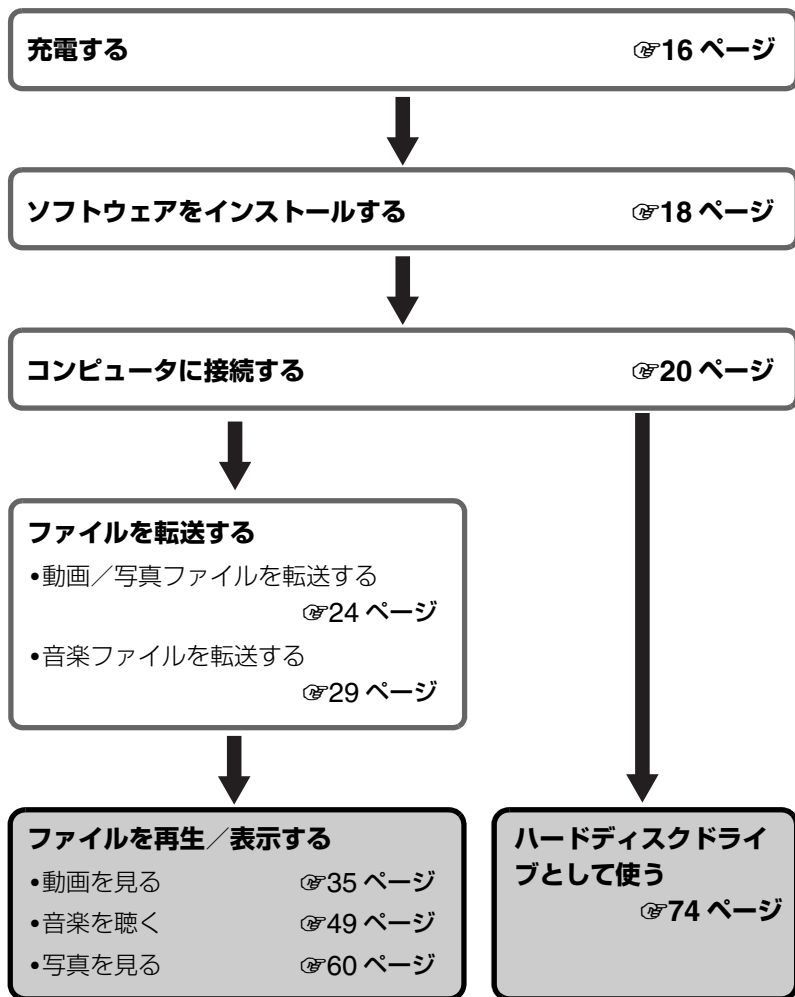 充電する ☞16 ページ
ソフトウェアをインストールする ☞18 ページ
コンピュータに接続する ☞20 ページ
ファイルを転送する
•動画／写真ファイルを転送する
☞24 ページ
•音楽ファイルを転送する
☞29 ページ
ファイルを再生／表示する
•動画を見る ☞35 ページ
•音楽を聴く ☞49 ページ
•写真を見る ☞60 ページ
ハードディスクドライ
ブとして使う
☞74 ページ